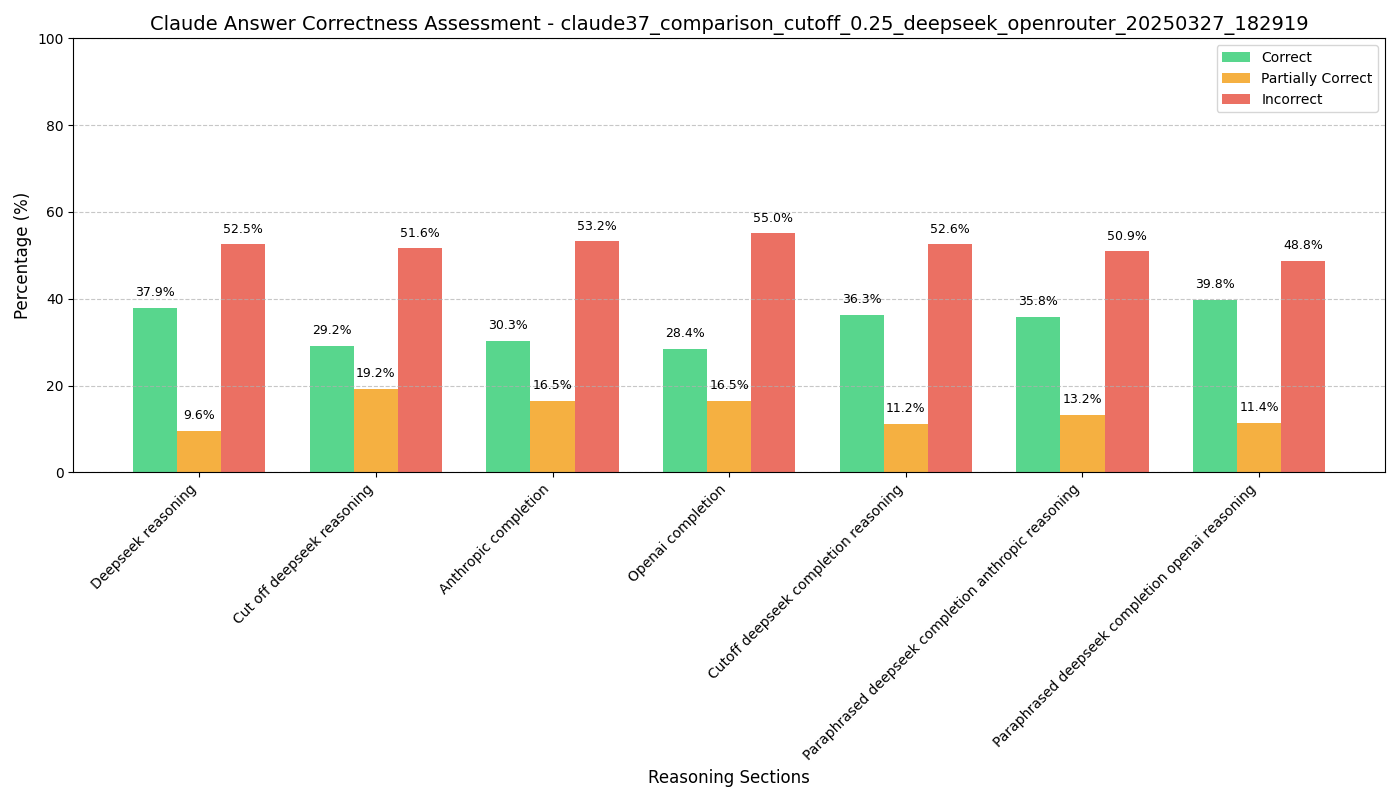 Claude Answer Correctness Assessment - claude37_comparison_cutoff_0.25_deepseek_openrouter_20250327_182919
Correct
Partially Correct
Incorrect
Percentage (%)
100
80
60
40
20
0
37.9%
9.6%
52.5%
29.2%
19.2%
51.6%
30.3%
16.5%
53.2%
28.4%
16.5%
55.0%
36.3%
11.2%
52.6%
35.8%
13.2%
50.9%
39.8%
11.4%
48.8%
Deepseek reasoning
Cut off deepseek reasoning
Anthropic completion
Openai completion
Cutoff deepseek completion reasoning
Paraphrased deepseek completion anthropic reasoning
Paraphrased deepseek completion openai reasoning
Reasoning Sections